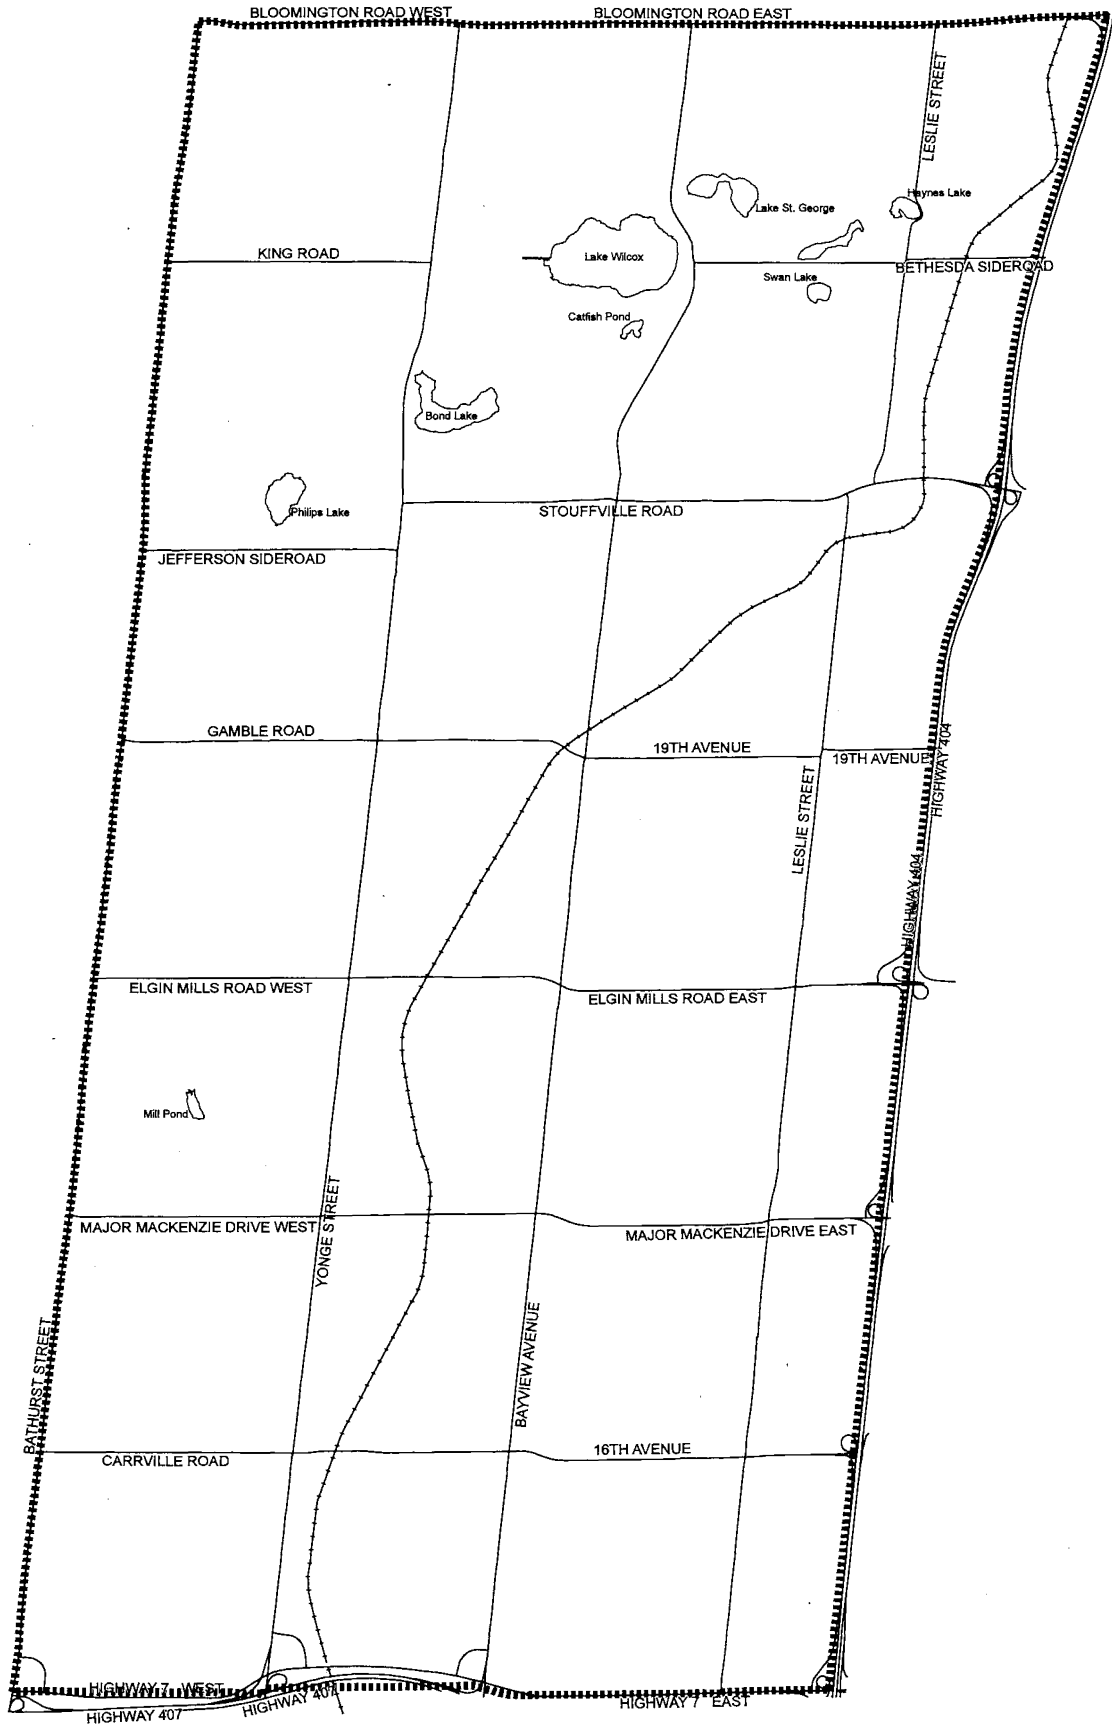 BLOOMINGTON ROAD WEST
BLOOMINGTON ROAD EAST
LESLIE STREET
Haynes Lake
Lake St. George
KING ROAD
Lake Wilcox
BETHESDA SIDEROAD
Swan Lake
Catfish Pond
Bond Lake
Philips Lake
STOUFFVILLE ROAD
JEFFERSON SIDEROAD
GAMBLE ROAD
19TH AVENUE
19TH AVENUE
HIGHWAY 404
LESLIE STREET
HIGHWAY 404
ELGIN MILLS ROAD WEST
ELGIN MILLS ROAD EAST
Mill Pond
MAJOR MACKENZIE DRIVE WEST
YONGE STREET
MAJOR MACKENZIE DRIVE EAST
BATHURST STREET
BAYVIEW AVENUE
CARRVILLE ROAD
16TH AVENUE
HIGHWAY 7 WEST
HIGHWAY 407
HIGHWAY 407
HIGHWAY 7 EAST